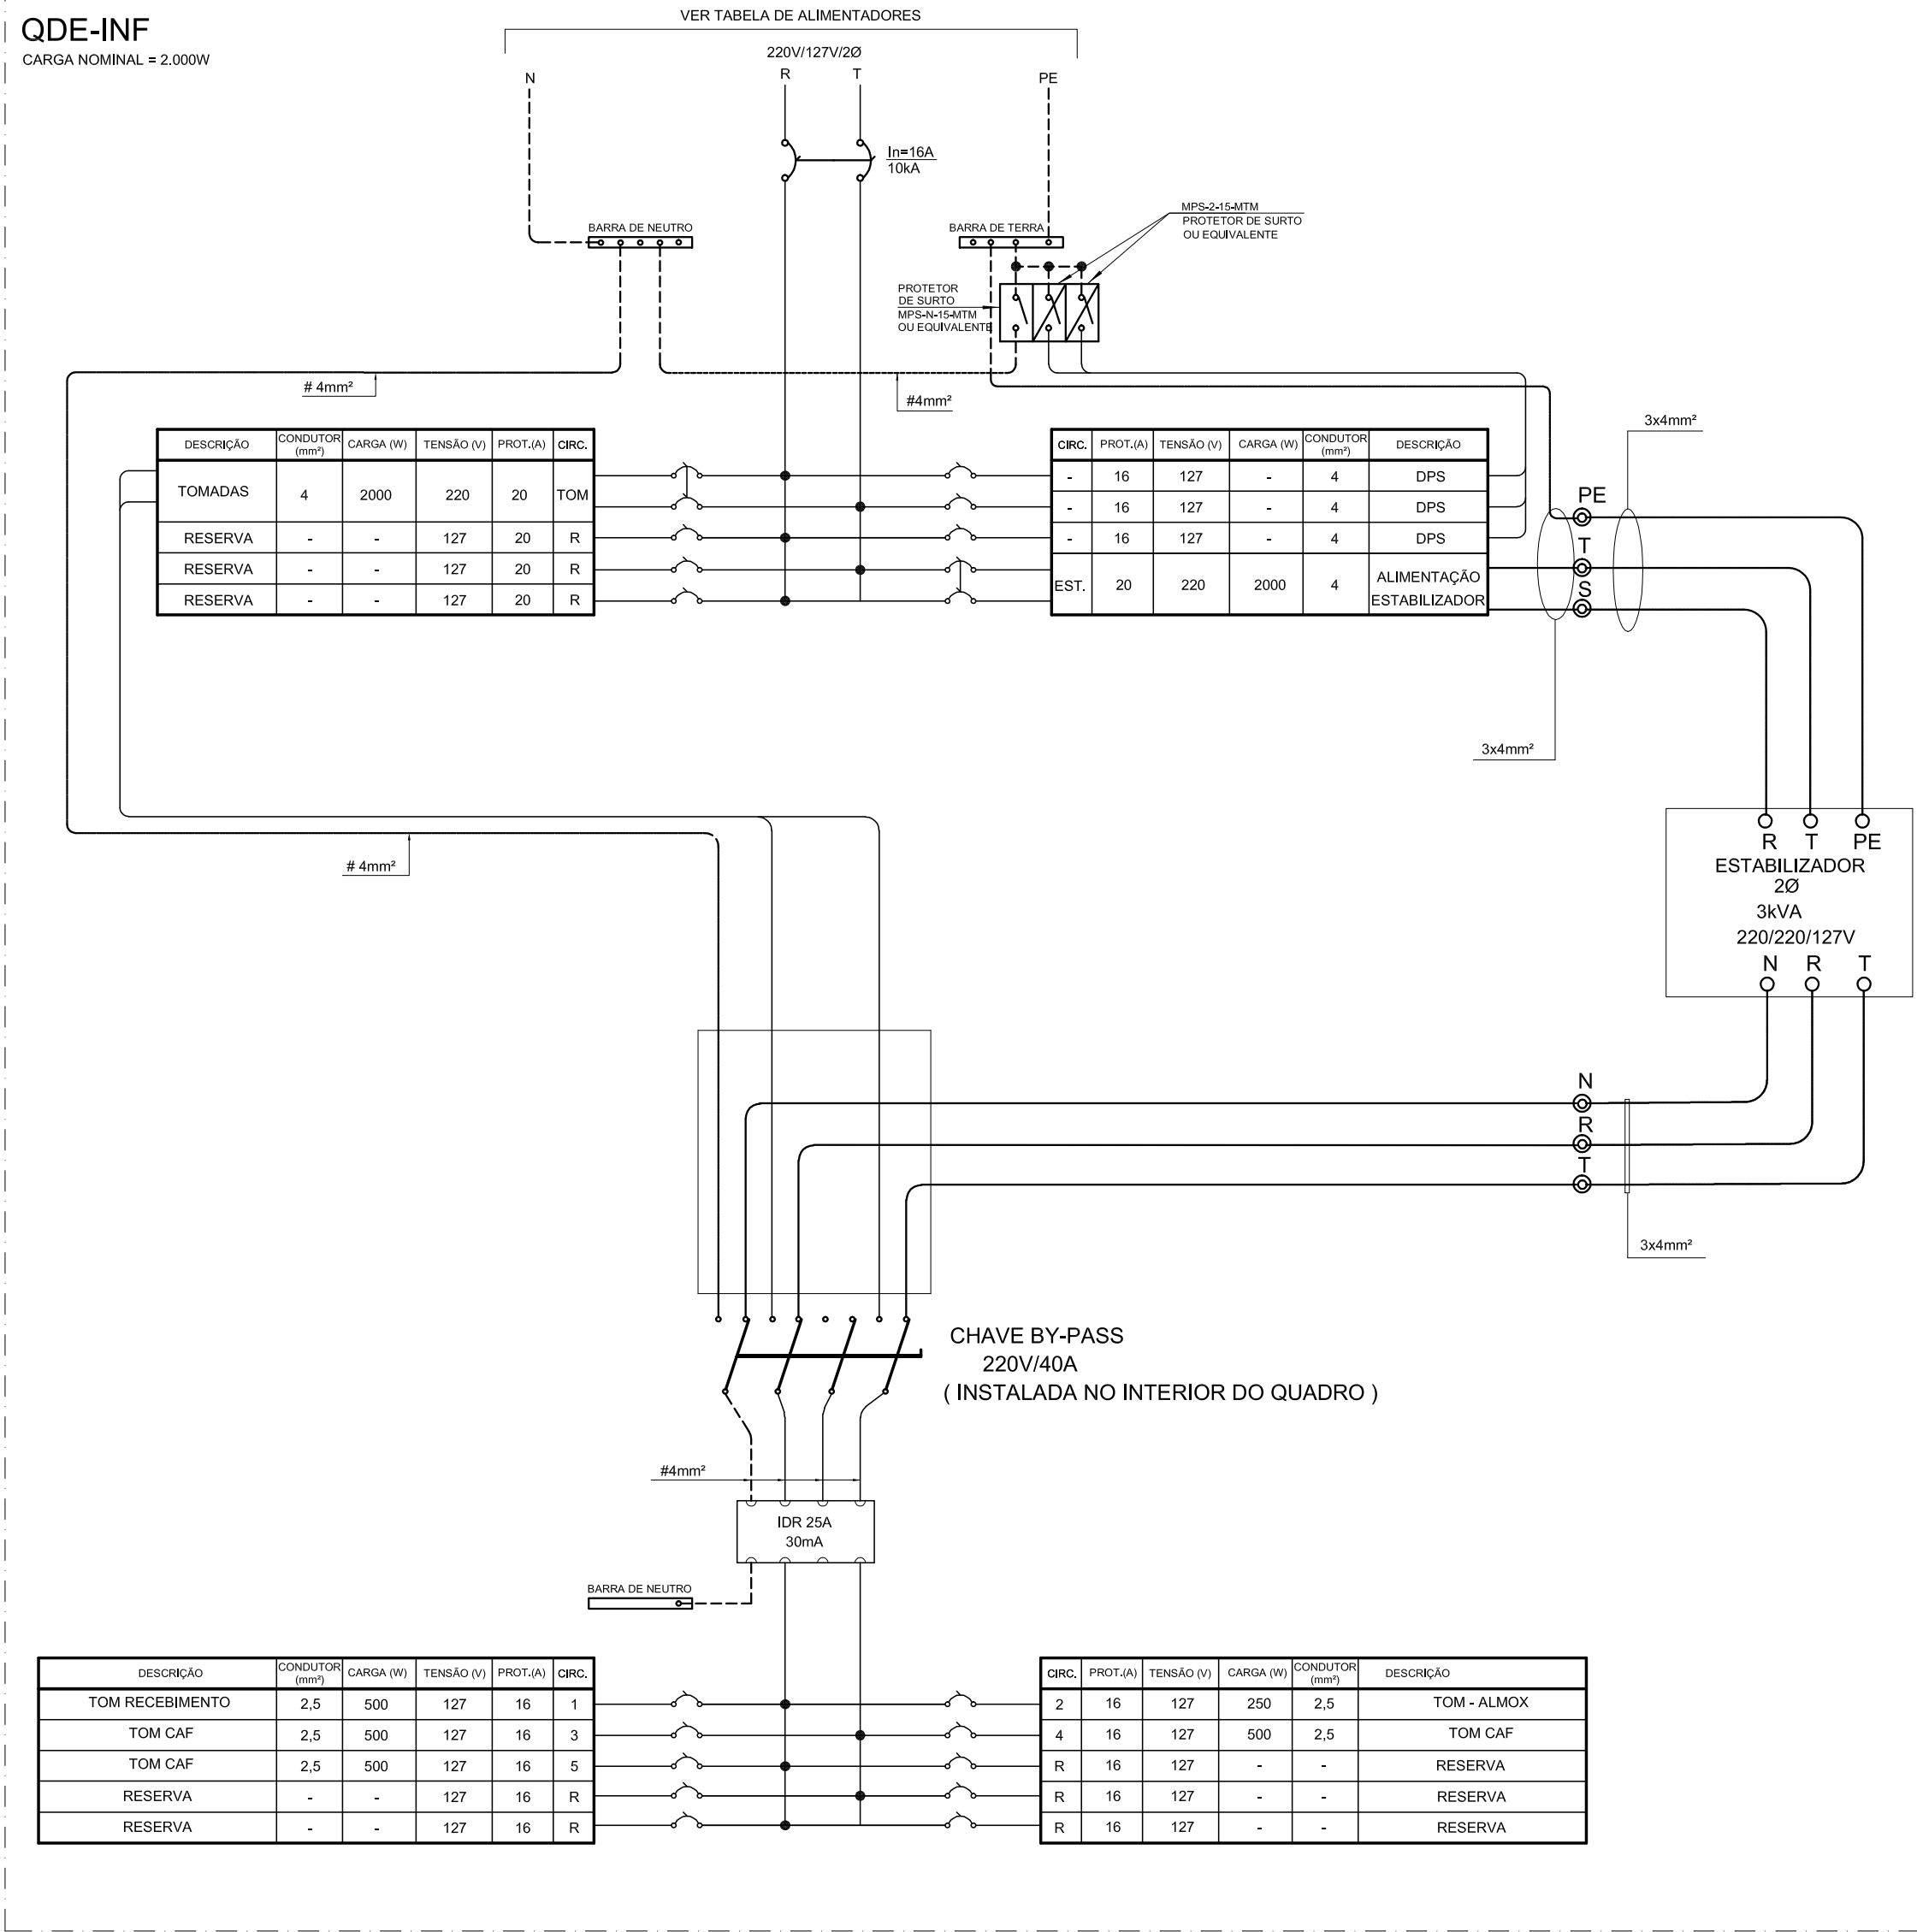 QDE-INF
CARGA NOMINAL = 2.000W
VER TABELA DE ALIMENTADORES
220V/127V/2Ø
N
R
T
PE
In=16A
10kA
BARRA DE NEUTRO
BARRA DE TERRA
MPS-2-15-MTM
PROTETOR DE SURTO
OU EQUIVALENTE
PROTETOR
DE SURTO
MPS-N-15-MTM
OU EQUIVALENTE
# 4mm²
#4mm²
3x4mm²
DESCRIÇÃO CONDUTOR (mm²) CARGA (W) TENSÃO (V) PROT.(A) CIRC.
TOMADAS 4 2000 220 20 TOM
RESERVA - - 127 20 R
RESERVA - - 127 20 R
RESERVA - - 127 20 R
CIRC. PROT.(A) TENSÃO (V) CARGA (W) CONDUTOR (mm²) DESCRIÇÃO
- 16 127 - 4 DPS
- 16 127 - 4 DPS
- 16 127 - 4 DPS
EST. 20 220 2000 4 ALIMENTAÇÃO
ESTABILIZADOR
PE
T
S
3x4mm²
# 4mm²
R T PE
ESTABILIZADOR
2Ø
3kVA
220/220/127V
N R T
N
R
T
3x4mm²
CHAVE BY-PASS
220V/40A
( INSTALADA NO INTERIOR DO QUADRO )
#4mm²
IDR 25A
30mA
BARRA DE NEUTRO
DESCRIÇÃO CONDUTOR (mm²) CARGA (W) TENSÃO (V) PROT.(A) CIRC.
TOM RECEBIMENTO 2,5 500 127 16 1
TOM CAF 2,5 500 127 16 3
TOM CAF 2,5 500 127 16 5
RESERVA - - 127 16 R
RESERVA - - 127 16 R
CIRC. PROT.(A) TENSÃO (V) CARGA (W) CONDUTOR (mm²) DESCRIÇÃO
2 16 127 250 2,5 TOM - ALMOX
4 16 127 500 2,5 TOM CAF
R 16 127 - - RESERVA
R 16 127 - - RESERVA
R 16 127 - - RESERVA